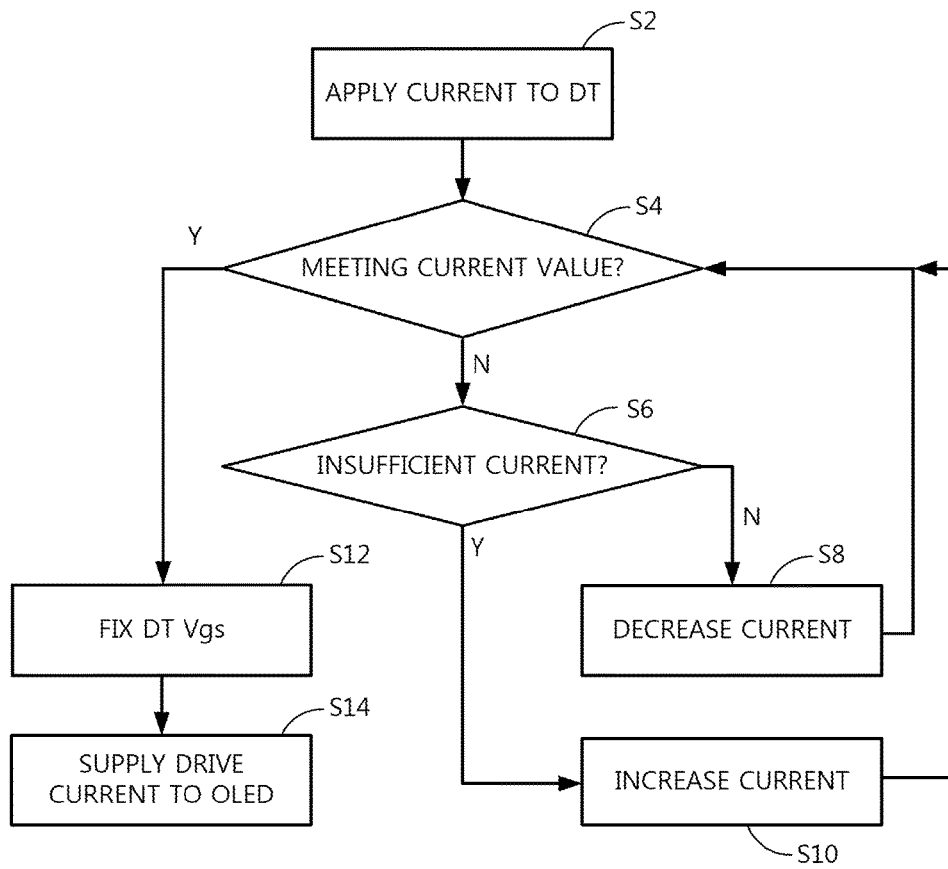 S2
APPLY CURRENT TO DT
S4
Y
MEETING CURRENT VALUE?
N
S6
INSUFFICIENT CURRENT?
N
Y
S12
S8
FIX DT Vgs
DECREASE CURRENT
S14
SUPPLY DRIVE
CURRENT TO OLED
INCREASE CURRENT
S10